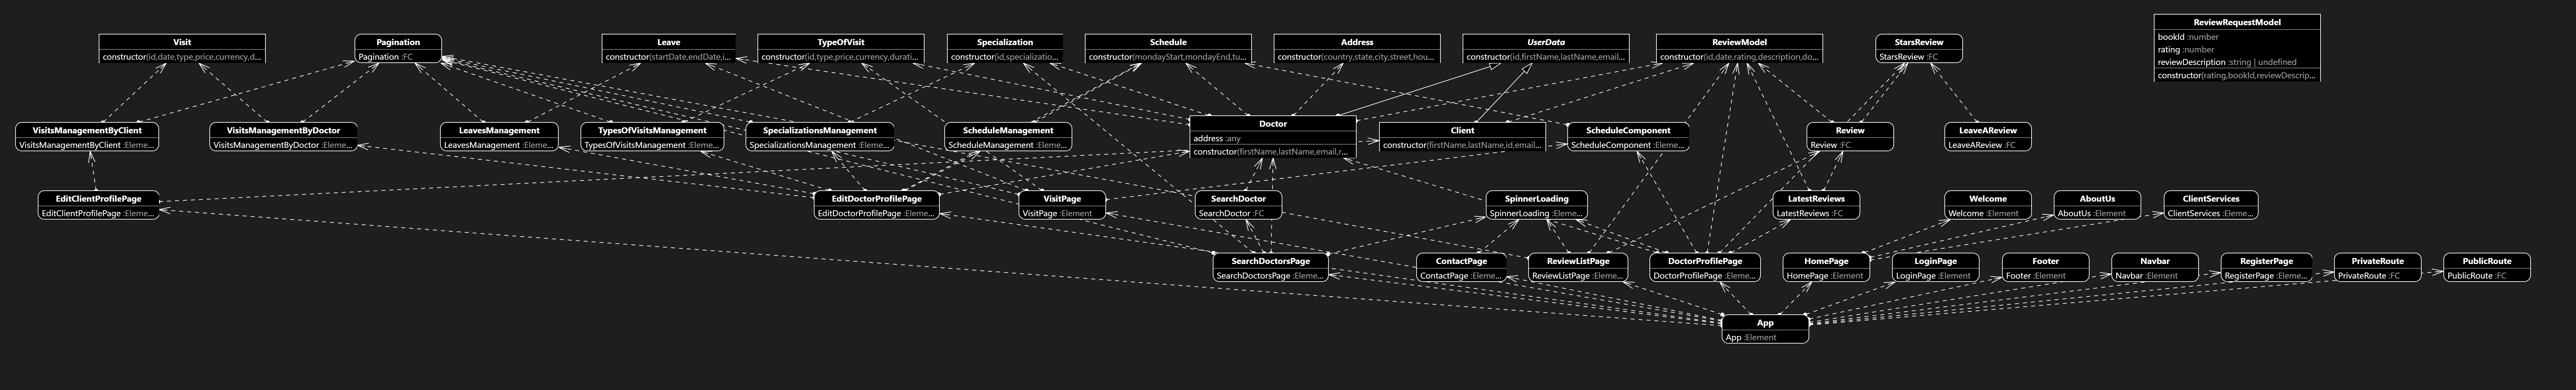 ReviewRequestModel
bookId :number
rating :number
reviewDescription :string | undefined
constructor(rating,bookId,reviewDescrip...
Visit
constructor(id,date,type,price,currency,d...
Pagination
Pagination :FC
Leave
constructor(startDate,endDate,i...
TypeOfVisit
constructor(id,type,price,currency,durati...
Specialization
constructor(id,specializatio...
Schedule
constructor(mondayStart,mondayEnd,tu...
Address
constructor(country,state,city,street,hou...
UserData
constructor(id,firstName,lastName,email...
ReviewModel
constructor(id,date,rating,description,do...
StarsReview
StarsReview :FC
VisitsManagementByClient
VisitsManagementByClient :Eleme...
VisitsManagementByDoctor
VisitsManagementByDoctor :Eleme...
LeavesManagement
LeavesManagement :Eleme...
TypesOfVisitsManagement
TypesOfVisitsManagement :Eleme...
SpecializationsManagement
SpecializationsManagement :Eleme...
ScheduleManagement
ScheduleManagement :Eleme...
Doctor
address :any
constructor(firstName,lastName,email,r...
Client
constructor(firstName,lastName,id,email...
ScheduleComponent
ScheduleComponent :Eleme...
Review
Review :FC
LeaveAReview
LeaveAReview :FC
EditClientProfilePage
EditClientProfilePage :Eleme...
EditDoctorProfilePage
EditDoctorProfilePage :Eleme...
VisitPage
VisitPage :Element
SearchDoctor
SearchDoctor :FC
SpinnerLoading
SpinnerLoading :Eleme...
LatestReviews
LatestReviews :FC
Welcome
Welcome :Element
AboutUs
AboutUs :Element
ClientServices
ClientServices :Eleme...
SearchDoctorsPage
SearchDoctorsPage :Eleme...
ContactPage
ContactPage :Eleme...
ReviewListPage
ReviewListPage :Eleme...
DoctorProfilePage
DoctorProfilePage :Eleme...
HomePage
HomePage :Element
LoginPage
LoginPage :Element
Footer
Footer :Element
Navbar
Navbar :Element
RegisterPage
RegisterPage :Eleme...
PrivateRoute
PrivateRoute :FC
PublicRoute
PublicRoute :FC
App
App :Element